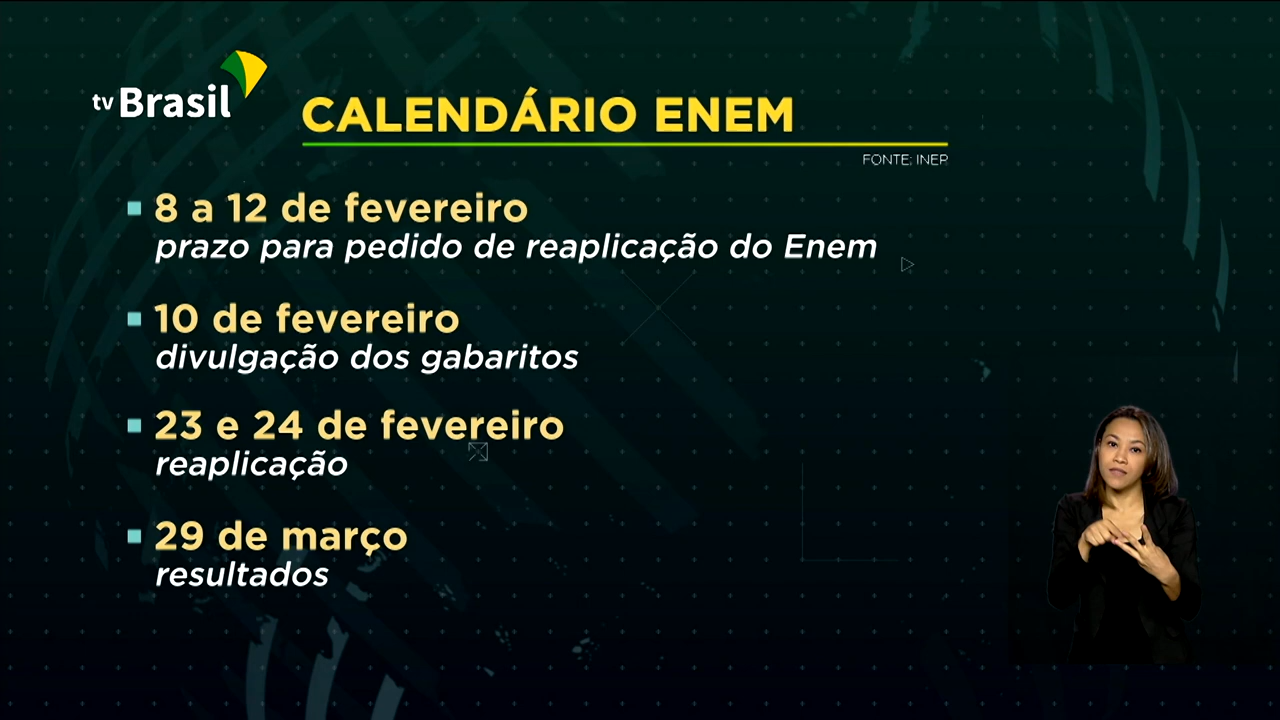 tv Brasil
CALENDÁRIO ENEM
FONTE: INEP
8 a 12 de fevereiro
prazo para pedido de reaplicação do Enem
10 de fevereiro
divulgação dos gabaritos
23 e 24 de fevereiro
reaplicação
29 de março
resultados